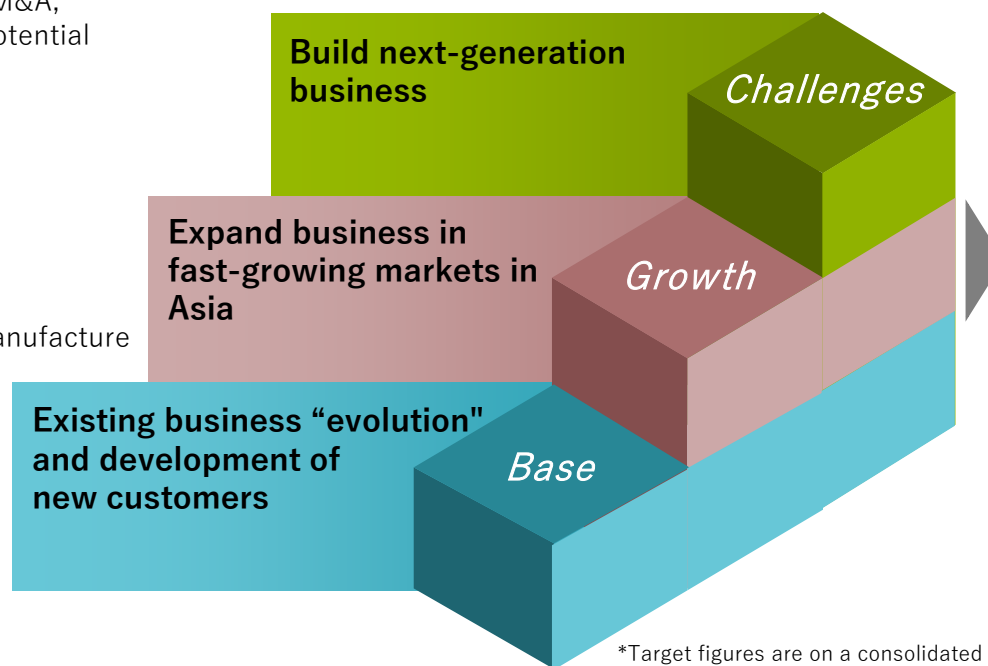 M&A,
otential
Build next-generation
business
Challenges
Expand business in
fast-growing markets in
Asia
Growth
anufacture
Existing business “evolution"
and development of
new customers
Base
*Target figures are on a consolidated